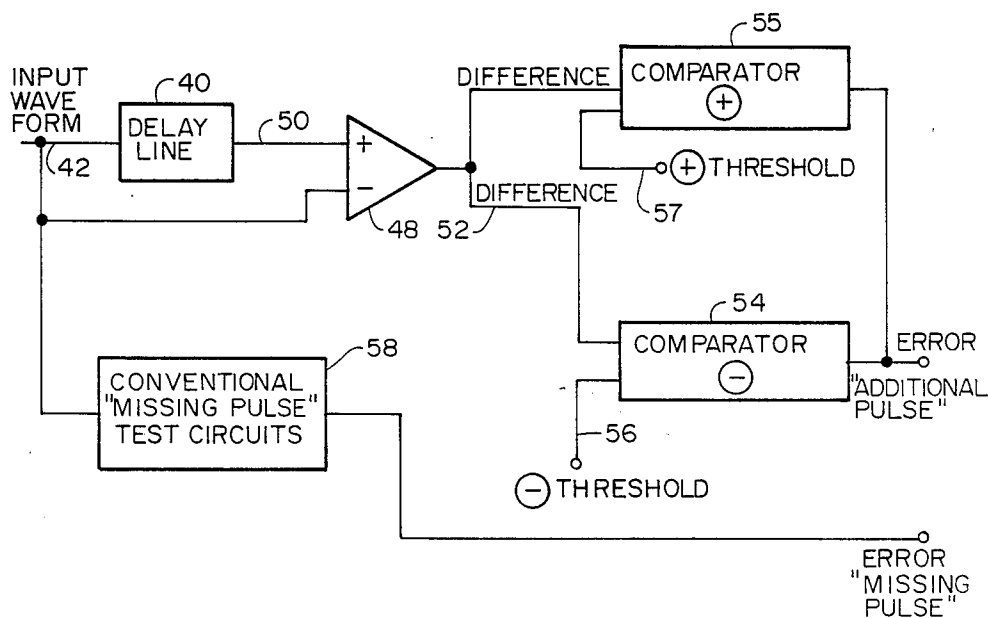 55
INPUT
WAVE
FORM
40
DIFFERENCE
COMPARATOR
+
50
DELAY
LINE
42
+
−
+ THRESHOLD
57
DIFFERENCE
48
52
54
COMPARATOR
−
ERROR
"ADDITIONAL
PULSE"
58
CONVENTIONAL
"MISSING PULSE"
TEST CIRCUITS
56
− THRESHOLD
ERROR
"MISSING
PULSE"